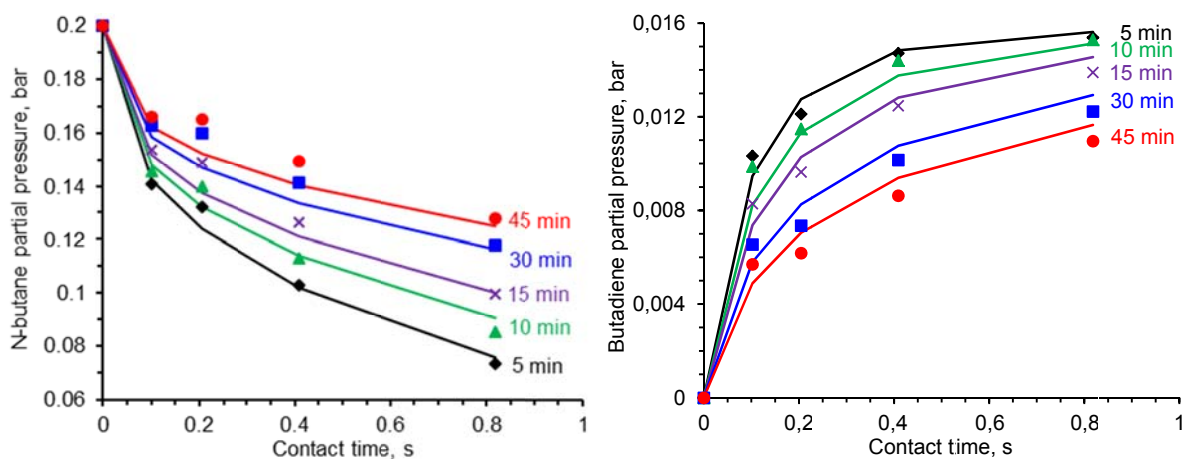 N-butane partial pressure, bar
0.2
0.18
0.16
0.14
0.12
0.1
0.08
0.06
45 min
30 min
15 min
10 min
5 min
0 0.2 0.4 0.6 0.8 1
Contact time, s
Butadiene partial pressure, bar
0,016
0,012
0,008
0,004
0
5 min
10 min
15 min
30 min
45 min
0 0,2 0,4 0,6 0,8 1
Contact time, s